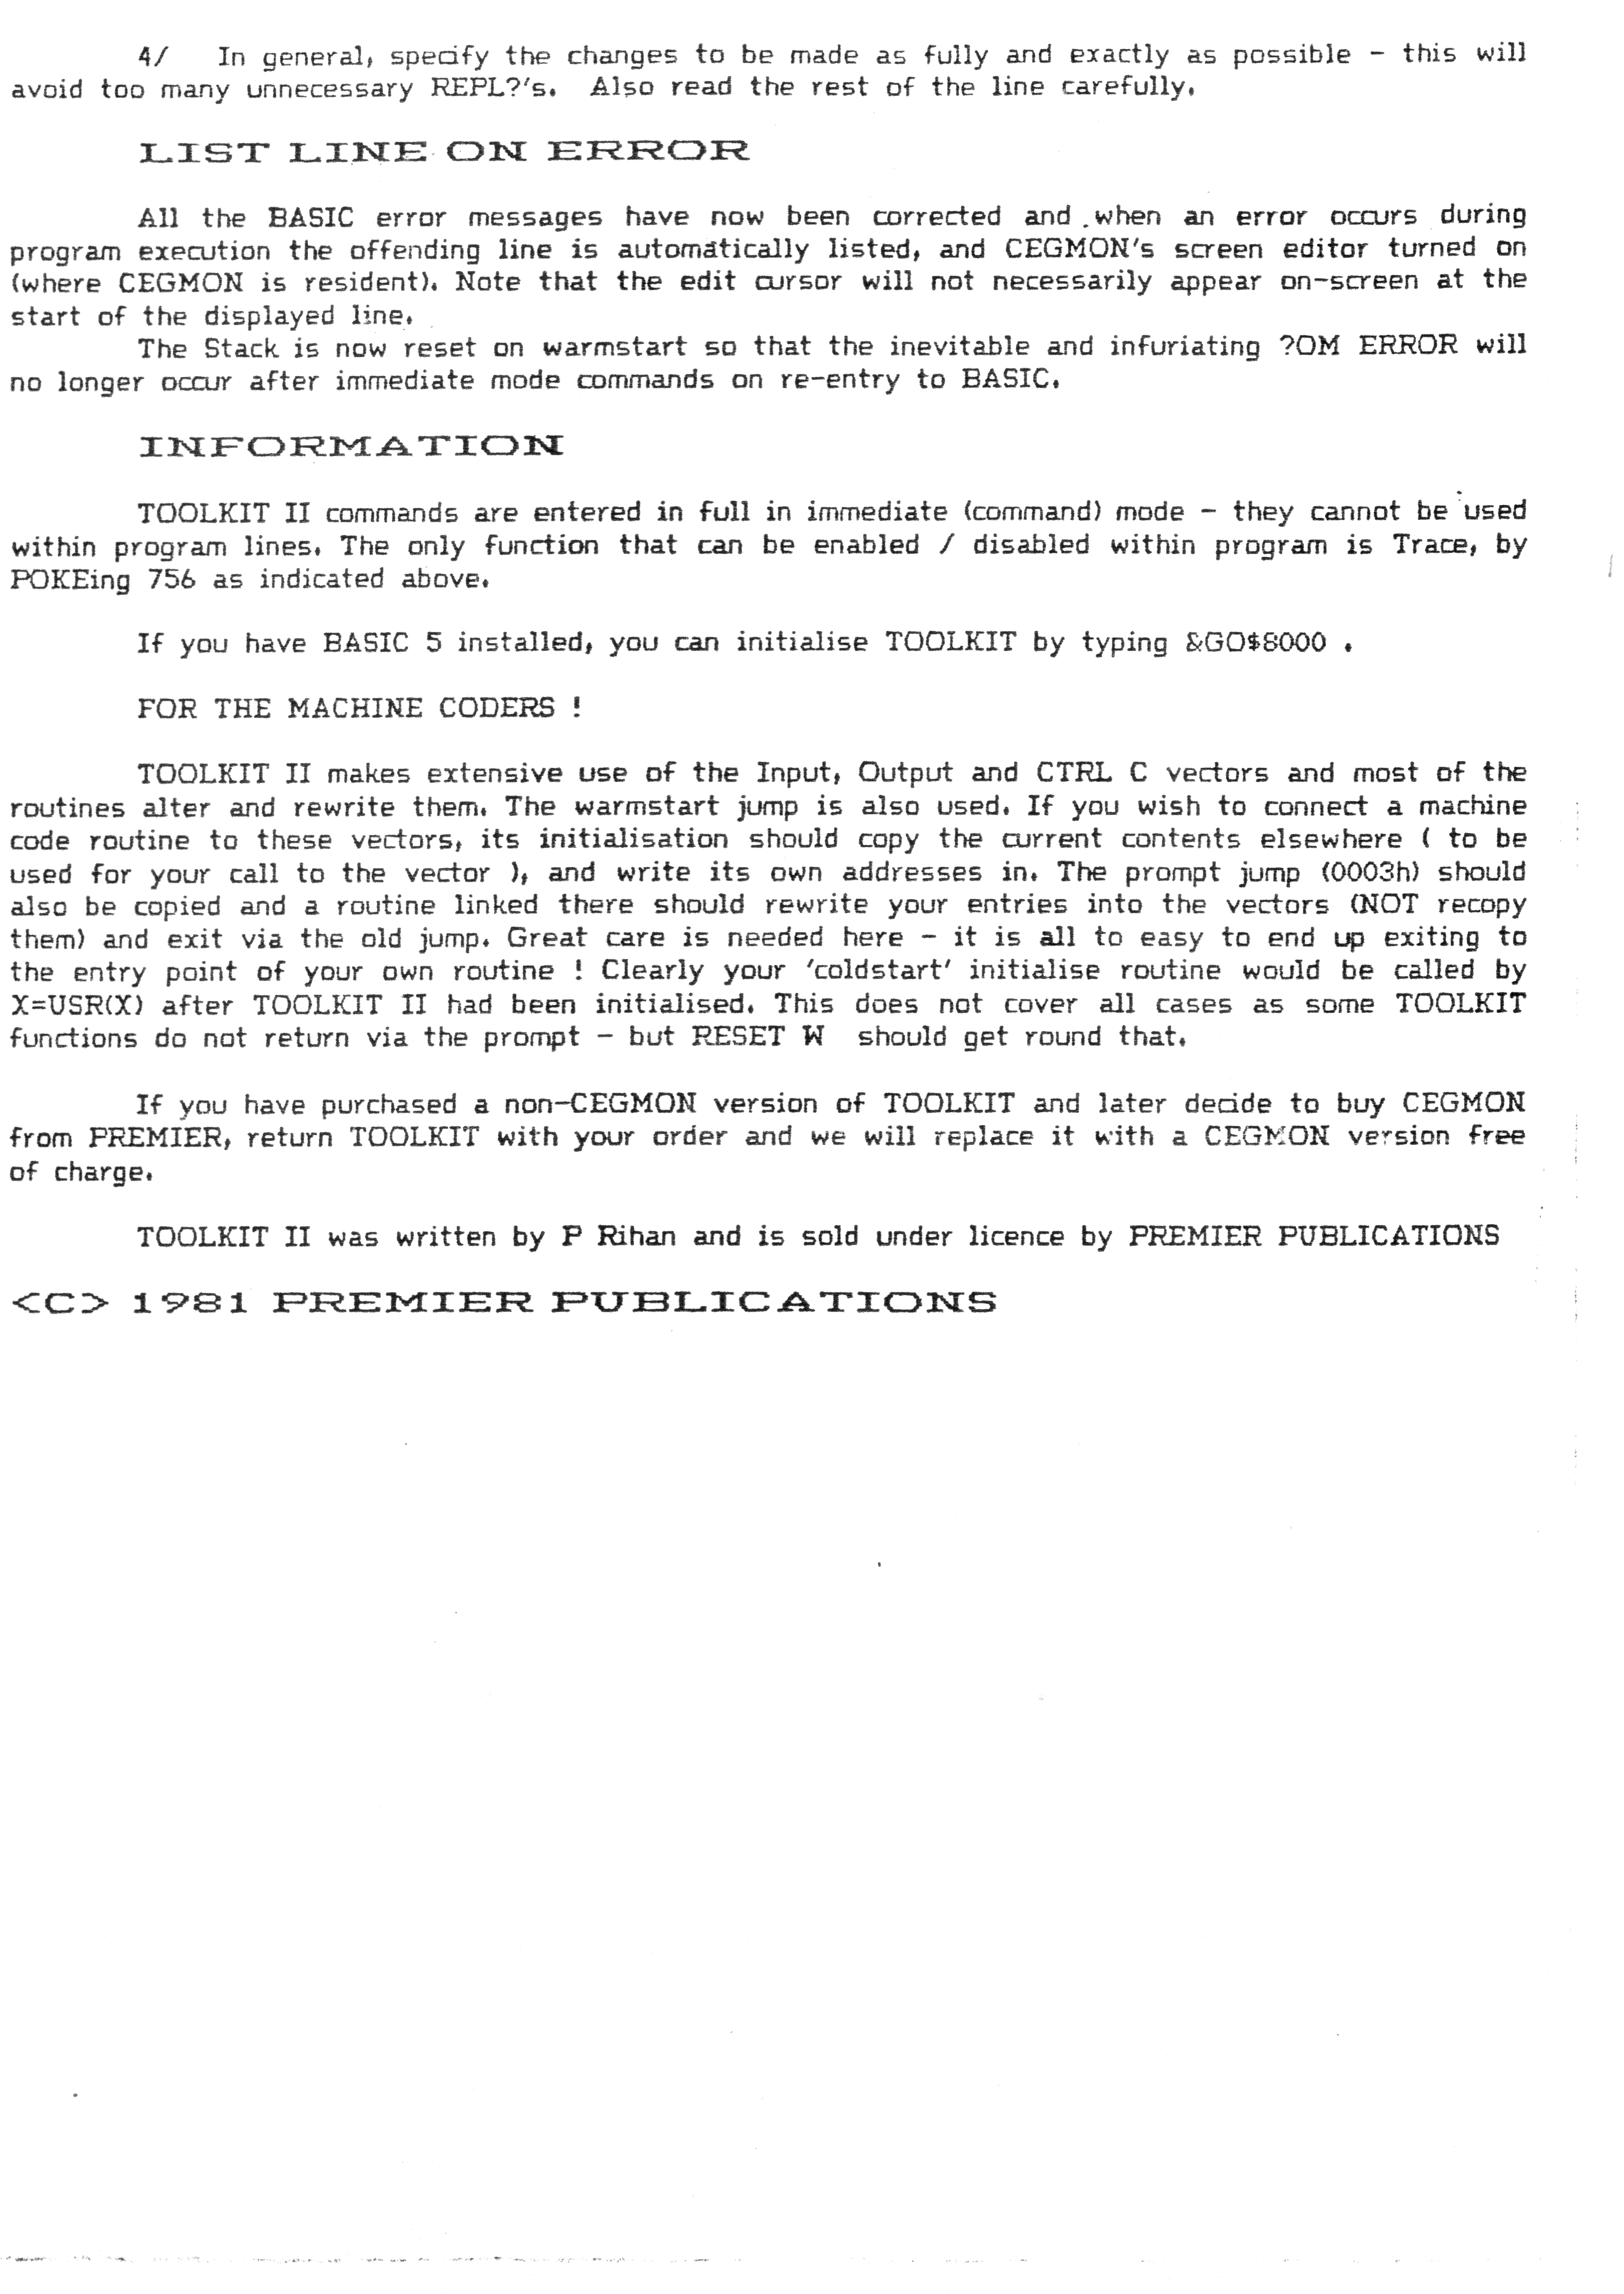 4/ In general, specify the changes to be made as fully and exactly as possible - this will
avoid too many unnecessary REPL?'s. Also read the rest of the line carefully.
LIST LINE ON ERROR
All the BASIC error messages have now been corrected and when an error occurs during
program execution the offending line is automatically listed, and CEGMON's screen editor turned on
(where CEGMON is resident). Note that the edit cursor will not necessarily appear on-screen at the
start of the displayed line.
The Stack is now reset on warmstart so that the inevitable and infuriating ?OM ERROR will
no longer occur after immediate mode commands on re-entry to BASIC.
INFORMATION
TOOLKIT II commands are entered in full in immediate (command) mode - they cannot be used
within program lines. The only function that can be enabled / disabled within program is Trace, by
POKEing 756 as indicated above.
If you have BASIC 5 installed, you can initialise TOOLKIT by typing &GO$8000 .
FOR THE MACHINE CODERS !
TOOLKIT II makes extensive use of the Input, Output and CTRL C vectors and most of the
routines alter and rewrite them. The warmstart jump is also used. If you wish to connect a machine
code routine to these vectors, its initialisation should copy the current contents elsewhere ( to be
used for your call to the vector ), and write its own addresses in. The prompt jump (0003h) should
also be copied and a routine linked there should rewrite your entries into the vectors (NOT recopy
them) and exit via the old jump. Great care is needed here - it is all to easy to end up exiting to
the entry point of your own routine ! Clearly your 'coldstart' initialise routine would be called by
X=USR(X) after TOOLKIT II had been initialised. This does not cover all cases as some TOOLKIT
functions do not return via the prompt - but RESET W should get round that.
If you have purchased a non-CEGMON version of TOOLKIT and later decide to buy CEGMON
from PREMIER, return TOOLKIT with your order and we will replace it with a CEGMON version free
of charge.
TOOLKIT II was written by P Rihan and is sold under licence by PREMIER PUBLICATIONS
<C> 1981 PREMIER PUBLICATIONS